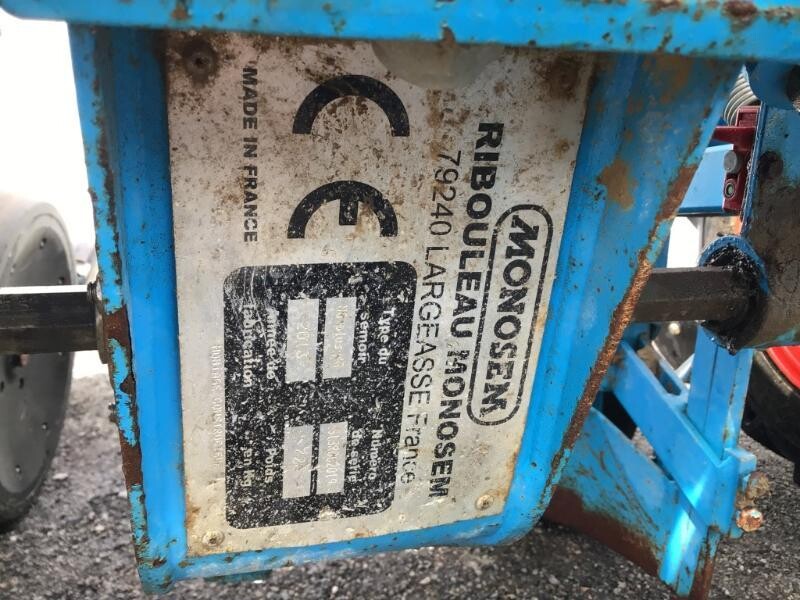 MONOSEM
RIBOULEAU MONOSEM
79240 LARGEASSE France
CE
MADE IN FRANCE
Type du
semoir
Numéro
de série
Année de
fabrication
2013
Poids
en kg